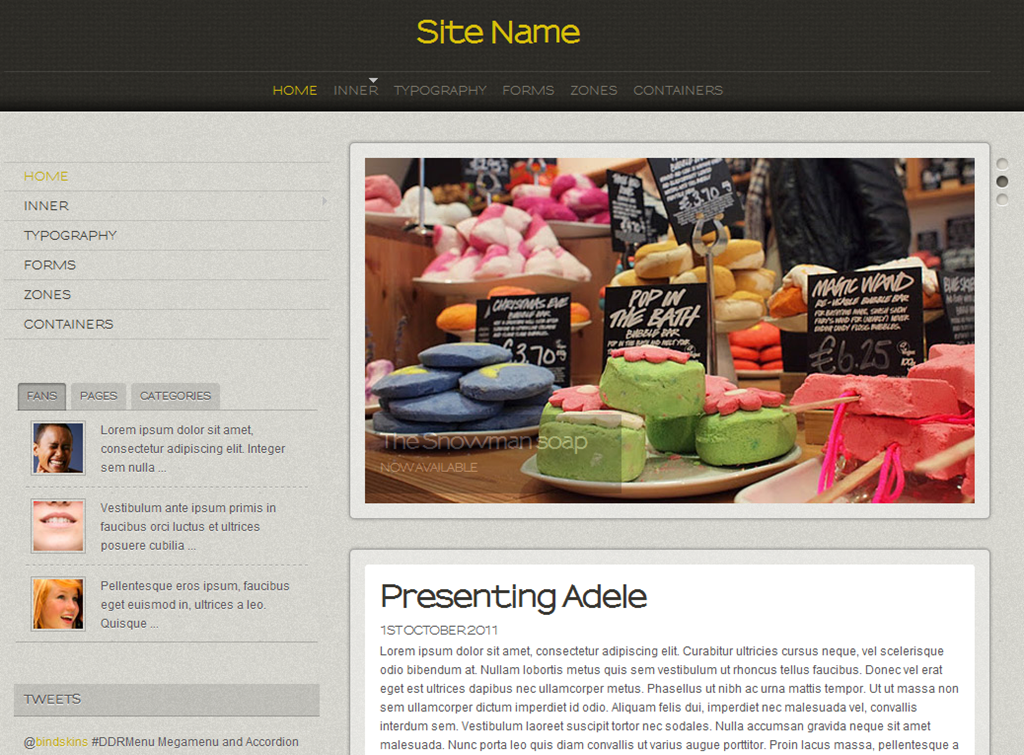 Site Name
HOME INNER TYPOGRAPHY FORMS ZONES CONTAINERS
HOME
INNER
TYPOGRAPHY
FORMS
ZONES
CONTAINERS
FANS PAGES CATEGORIES
Lorem ipsum dolor sit amet,
consectetur adipiscing elit. Integer
sem nulla ...
Vestibulum ante ipsum primis in
faucibus orci luctus et ultrices
posuere cubilia ...
Pellentesque eros ipsum, faucibus
eget euismod in, ultrices a leo.
Quisque ...
TWEETS
@bindskins #DDRMenu Megamenu and Accordion
£3.70
CHRISTMAS EVE
BUBBLE BAR
£3.70
POP IN
THE BATH
BUBBLE BAR
MAGIC WAND
RE-USEABLE BUBBLE BAR
£6.25
The Snowman soap
NOW AVAILABLE
Presenting Adele
1ST OCTOBER 2011
Lorem ipsum dolor sit amet, consectetur adipiscing elit. Curabitur ultricies cursus neque, vel scelerisque
odio bibendum at. Nullam lobortis metus quis sem vestibulum ut rhoncus tellus faucibus. Donec vel erat
eget est ultrices dapibus nec ullamcorper metus. Phasellus ut nibh ac urna mattis tempor. Ut ut massa non
sem ullamcorper dictum imperdiet id odio. Aliquam felis dui, imperdiet nec malesuada vel, convallis
interdum sem. Vestibulum laoreet suscipit tortor nec sodales. Nulla accumsan gravida neque sit amet
malesuada. Nunc porta leo quis diam convallis ut varius augue porttitor. Proin lacus massa, pellentesque a